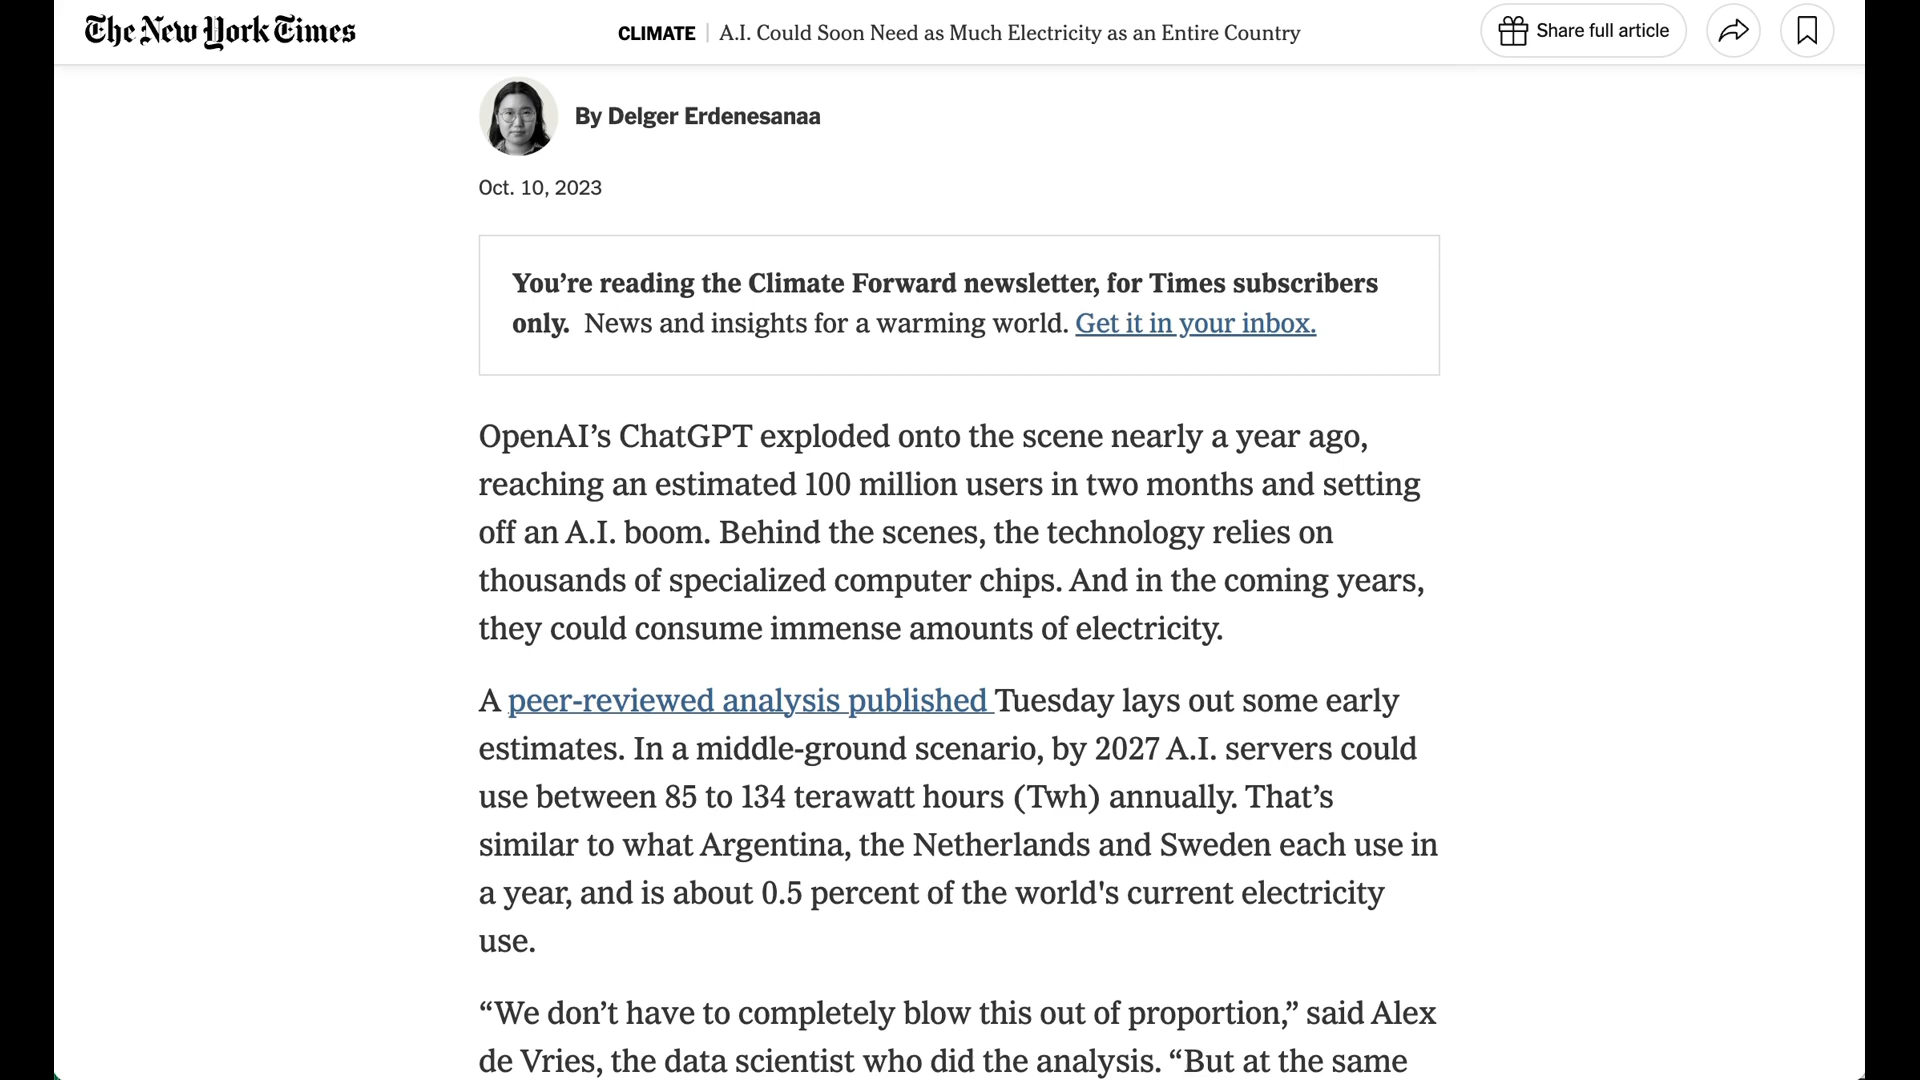 The New York Times
CLIMATE | A.I. Could Soon Need as Much Electricity as an Entire Country
Share full article
By Delger Erdenesanaa
Oct. 10, 2023
You’re reading the Climate Forward newsletter, for Times subscribers
only. News and insights for a warming world. Get it in your inbox.
OpenAI’s ChatGPT exploded onto the scene nearly a year ago,
reaching an estimated 100 million users in two months and setting
off an A.I. boom. Behind the scenes, the technology relies on
thousands of specialized computer chips. And in the coming years,
they could consume immense amounts of electricity.
A peer-reviewed analysis published Tuesday lays out some early
estimates. In a middle-ground scenario, by 2027 A.I. servers could
use between 85 to 134 terawatt hours (Twh) annually. That’s
similar to what Argentina, the Netherlands and Sweden each use in
a year, and is about 0.5 percent of the world's current electricity
use.
“We don’t have to completely blow this out of proportion,” said Alex
de Vries, the data scientist who did the analysis. “But at the same